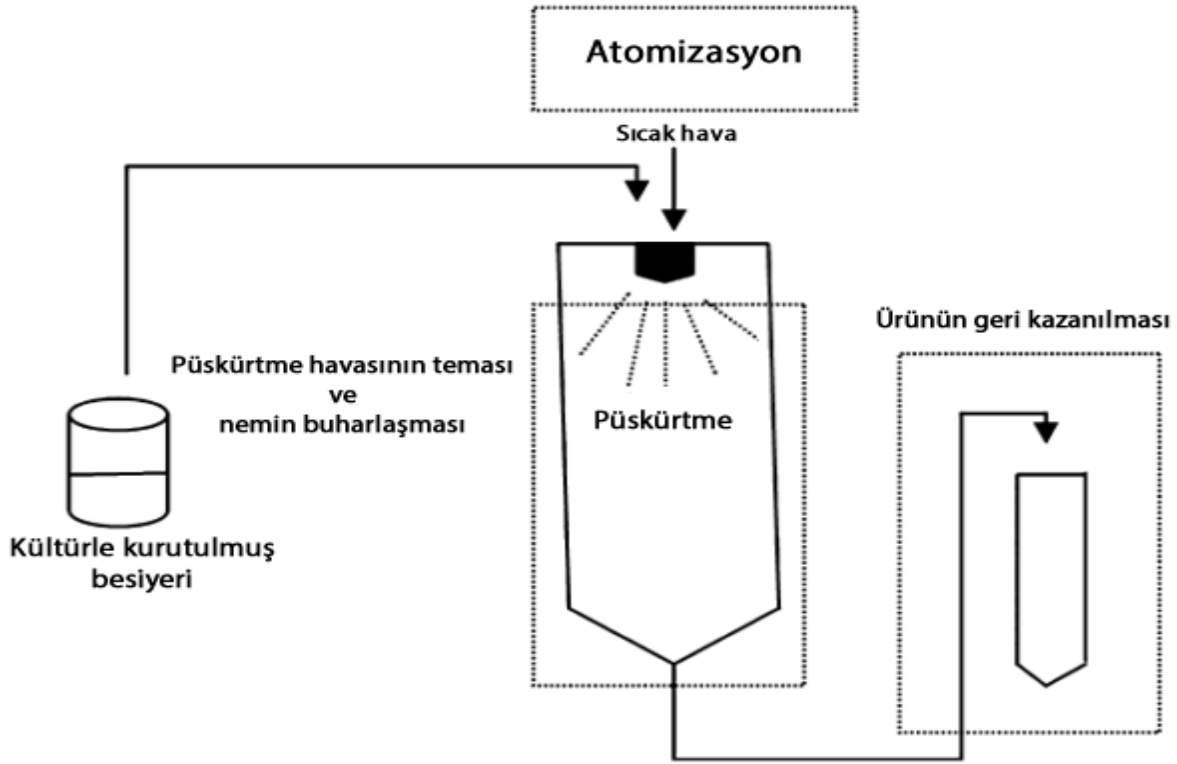 Atomizasyon
Sıcak hava
Ürünün geri kazanılması
Püskürtme havasının teması
ve
nemin buharlaşması
Püskürtme
Kültürle kurutulmuş
besiyeri